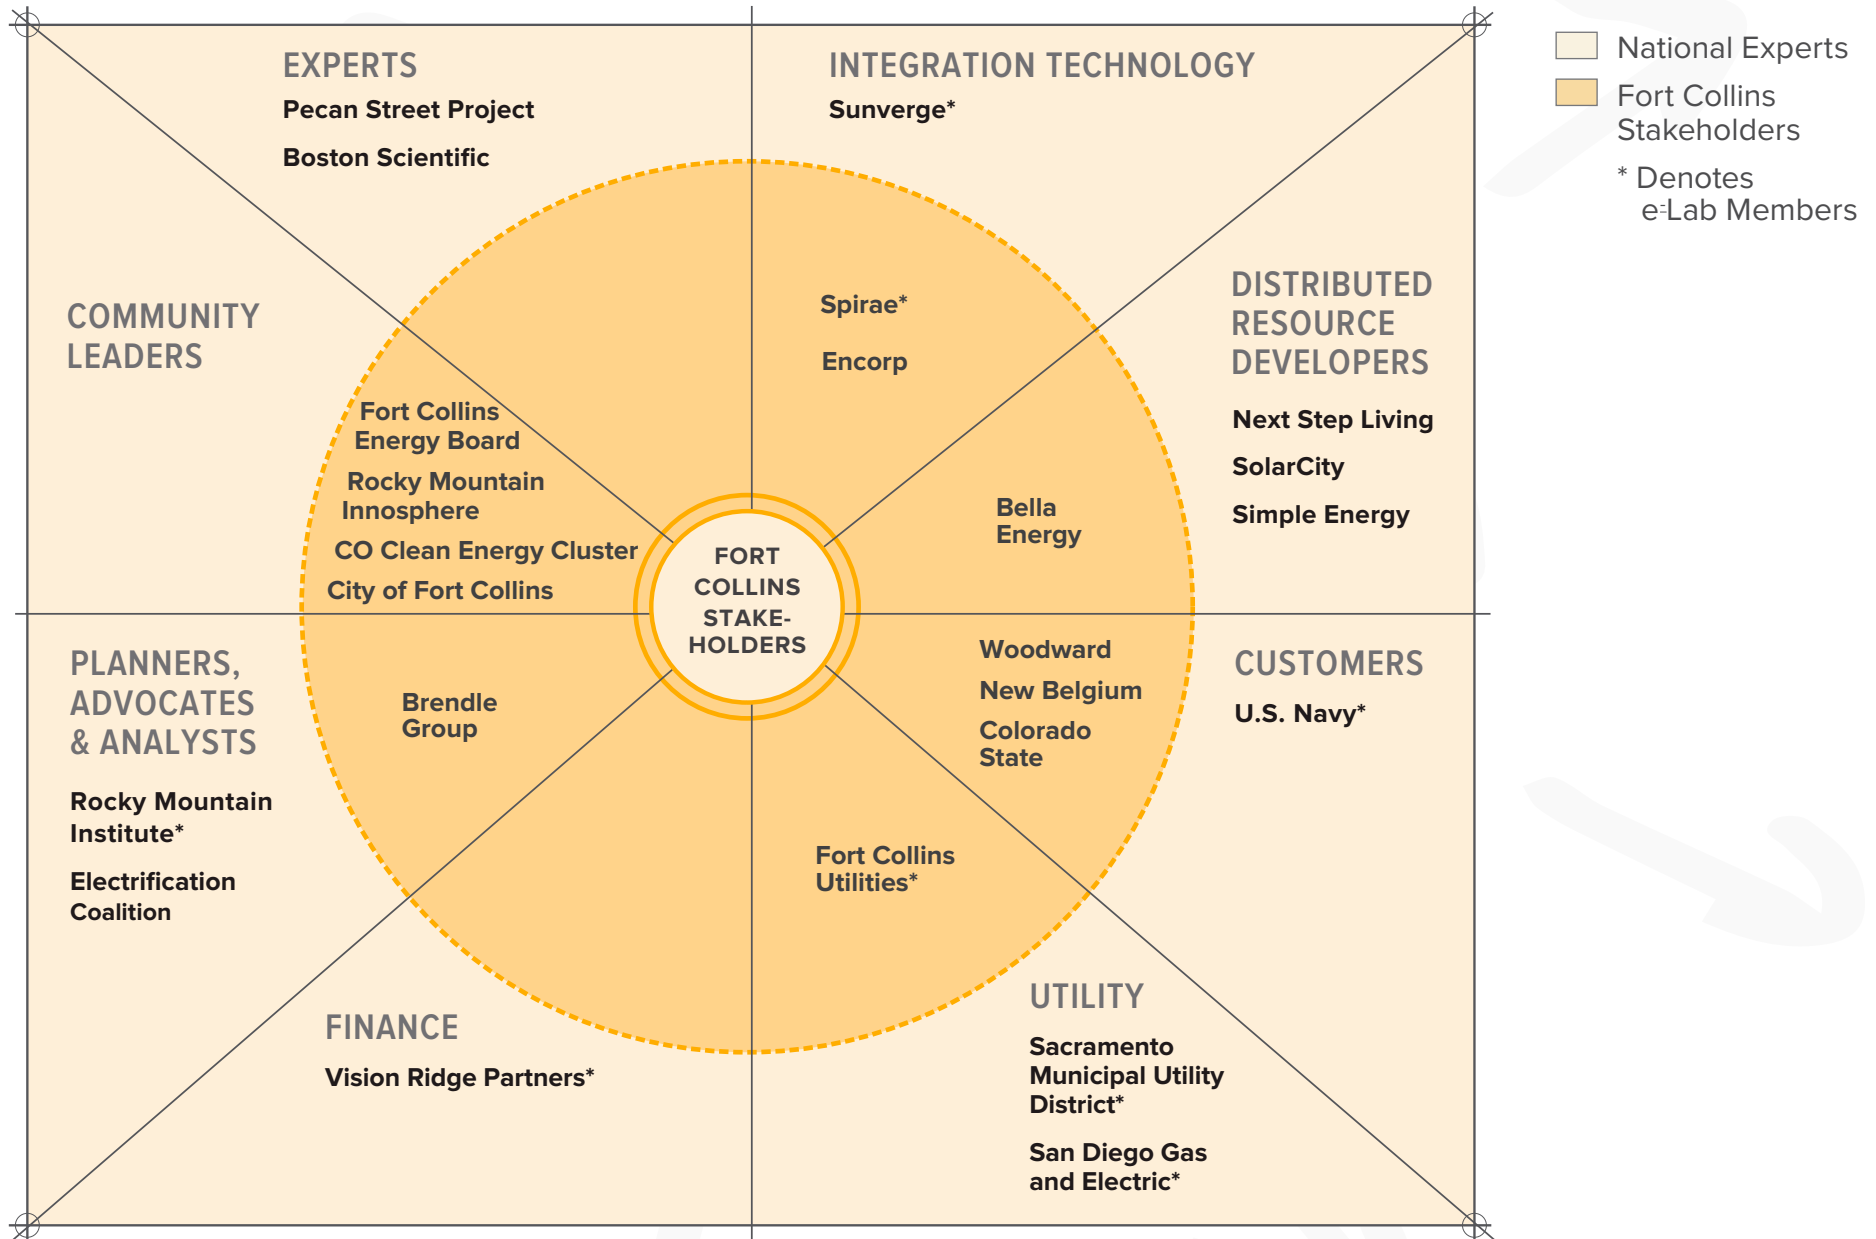 EXPERTS
Pecan Street Project
Boston Scientific
INTEGRATION TECHNOLOGY
Sunverge*
National Experts
Fort Collins
Stakeholders
* Denotes
e-Lab Members
COMMUNITY
LEADERS
Fort Collins
Energy Board
Rocky Mountain
Innosphere
CO Clean Energy Cluster
City of Fort Collins
Spirae*
Encorp
DISTRIBUTED
RESOURCE
DEVELOPERS
Next Step Living
SolarCity
Simple Energy
Bella
Energy
FORT
COLLINS
STAKE-
HOLDERS
PLANNERS,
ADVOCATES
& ANALYSTS
Rocky Mountain
Institute*
Electrification
Coalition
Brendle
Group
Woodward
New Belgium
Colorado
State
CUSTOMERS
U.S. Navy*
Fort Collins
Utilities*
FINANCE
Vision Ridge Partners*
UTILITY
Sacramento
Municipal Utility
District*
San Diego Gas
and Electric*